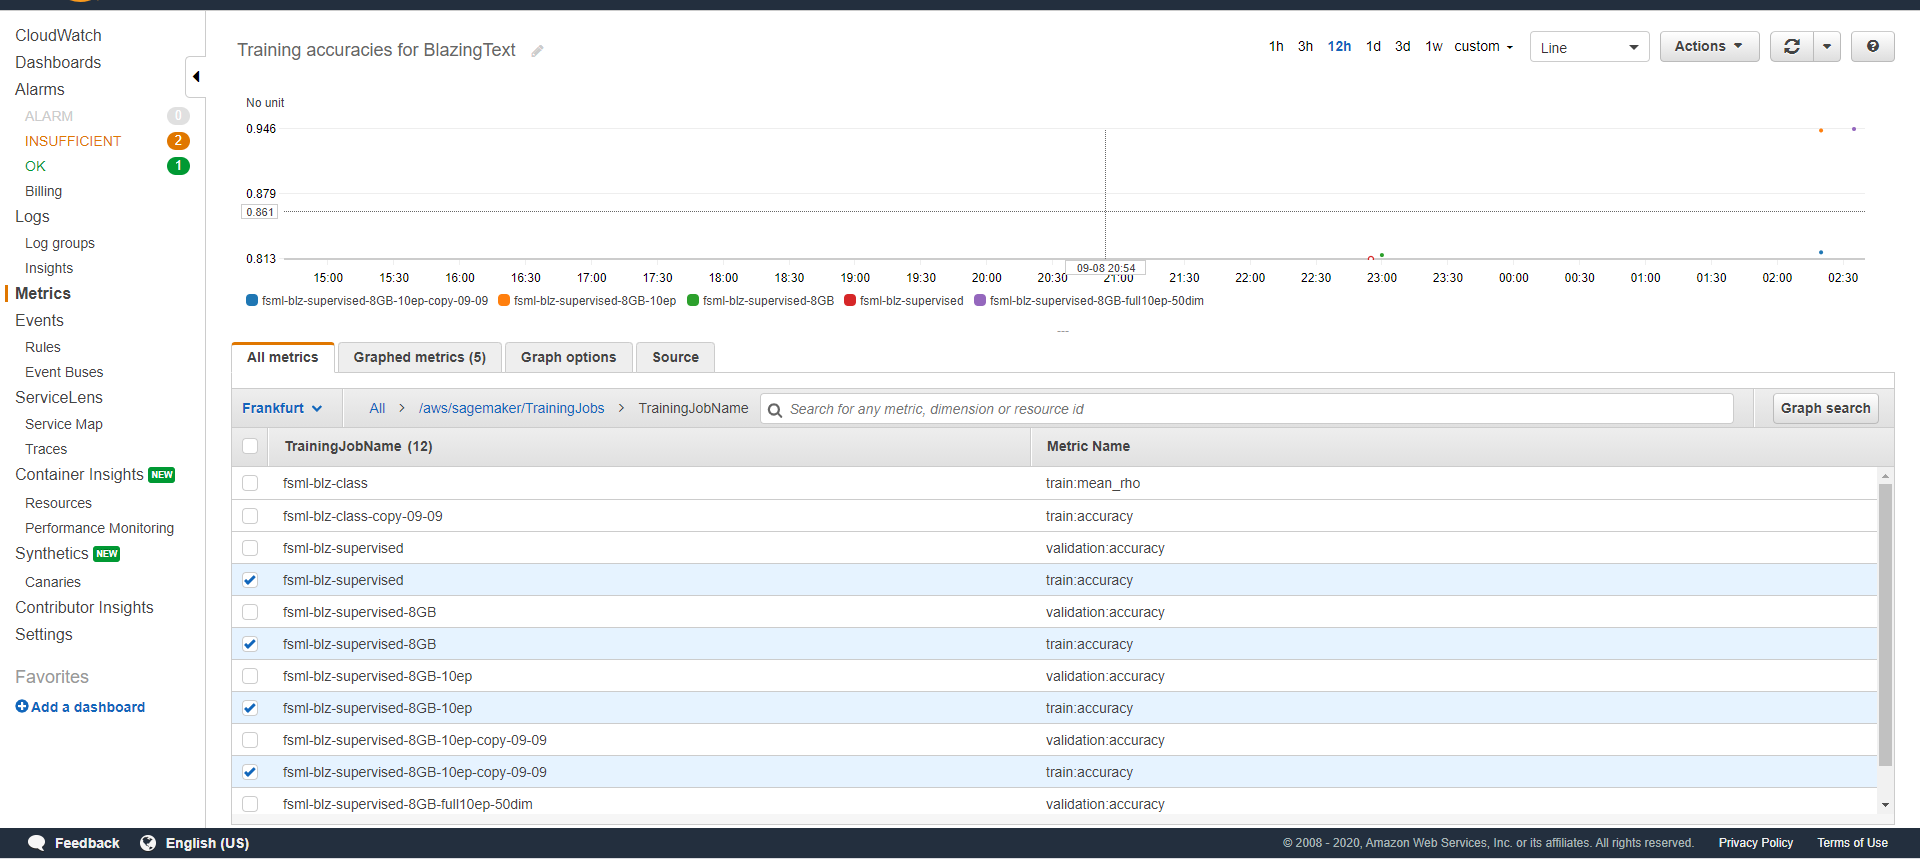 CloudWatch
Dashboards
Alarms
ALARM 0
INSUFFICIENT 2
OK 1
Billing
Logs
Log groups
Insights
Metrics
Events
Rules
Event Buses
ServiceLens
Service Map
Traces
Container Insights NEW
Resources
Performance Monitoring
Synthetics NEW
Canaries
Contributor Insights
Settings
Favorites
Add a dashboard
Training accuracies for BlazingText
1h 3h 12h 1d 3d 1w custom Line Actions ?
No unit
0.946
0.879
0.861
0.813
09-08 20:54
15:00 15:30 16:00 16:30 17:00 17:30 18:00 18:30 19:00 19:30 20:00 20:30 21:00 21:30 22:00 22:30 23:00 23:30 00:00 00:30 01:00 01:30 02:00 02:30
fsml-blz-supervised-8GB-10ep-copy-09-09 fsml-blz-supervised-8GB-10ep fsml-blz-supervised-8GB fsml-blz-supervised fsml-blz-supervised-8GB-full10ep-50dim
All metrics Graphed metrics (5) Graph options Source
Frankfurt All > /aws/sagemaker/TrainingJobs > TrainingJobName Search for any metric, dimension or resource id Graph search
TrainingJobName (12) Metric Name
fsml-blz-class train:mean_rho
fsml-blz-class-copy-09-09 train:accuracy
fsml-blz-supervised validation:accuracy
fsml-blz-supervised train:accuracy
fsml-blz-supervised-8GB validation:accuracy
fsml-blz-supervised-8GB train:accuracy
fsml-blz-supervised-8GB-10ep validation:accuracy
fsml-blz-supervised-8GB-10ep train:accuracy
fsml-blz-supervised-8GB-10ep-copy-09-09 validation:accuracy
fsml-blz-supervised-8GB-10ep-copy-09-09 train:accuracy
fsml-blz-supervised-8GB-full10ep-50dim validation:accuracy
Feedback English (US) © 2008 - 2020, Amazon Web Services, Inc. or its affiliates. All rights reserved. Privacy Policy Terms of Use